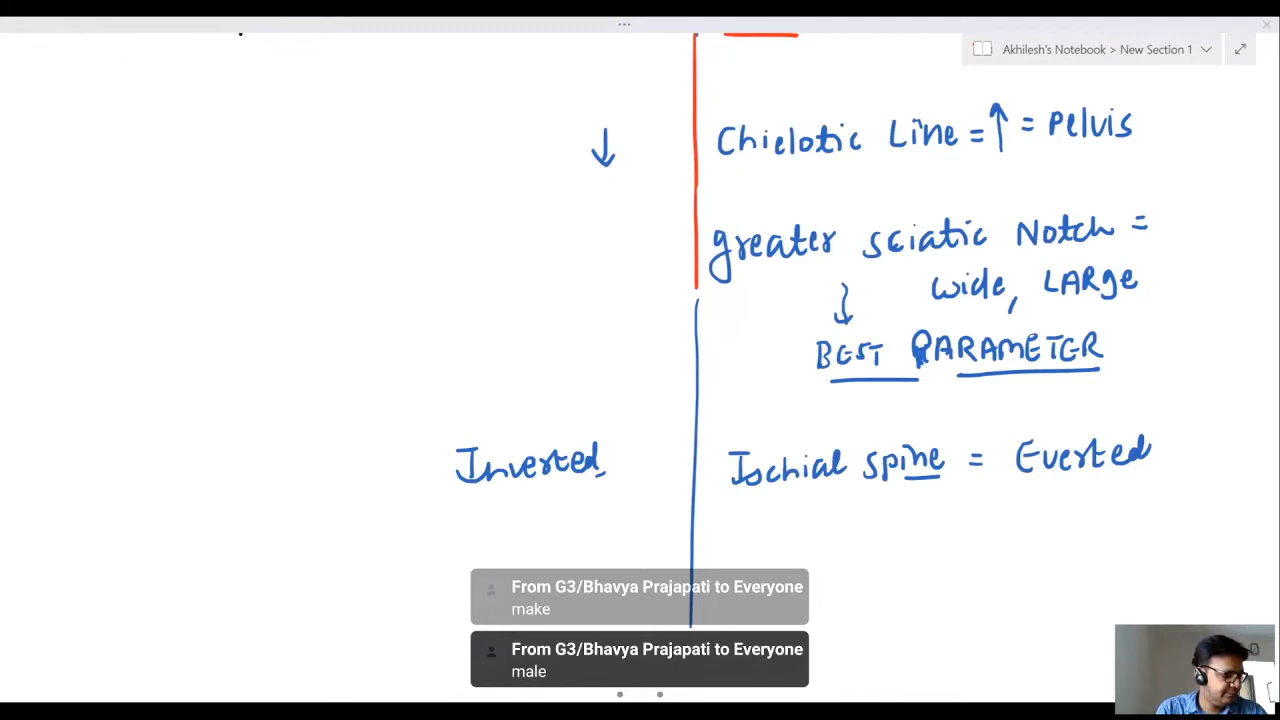 Akhilesh's Notebook > New Section 1
Chielotic Line = ↑ = Pelvis
↓
greater sciatic Notch =
wide, LARge
↓
BEST PARAMETER
Inverted
Ischial spine = Everted
From G3/Bhavya Prajapati to Everyone
make
From G3/Bhavya Prajapati to Everyone
male